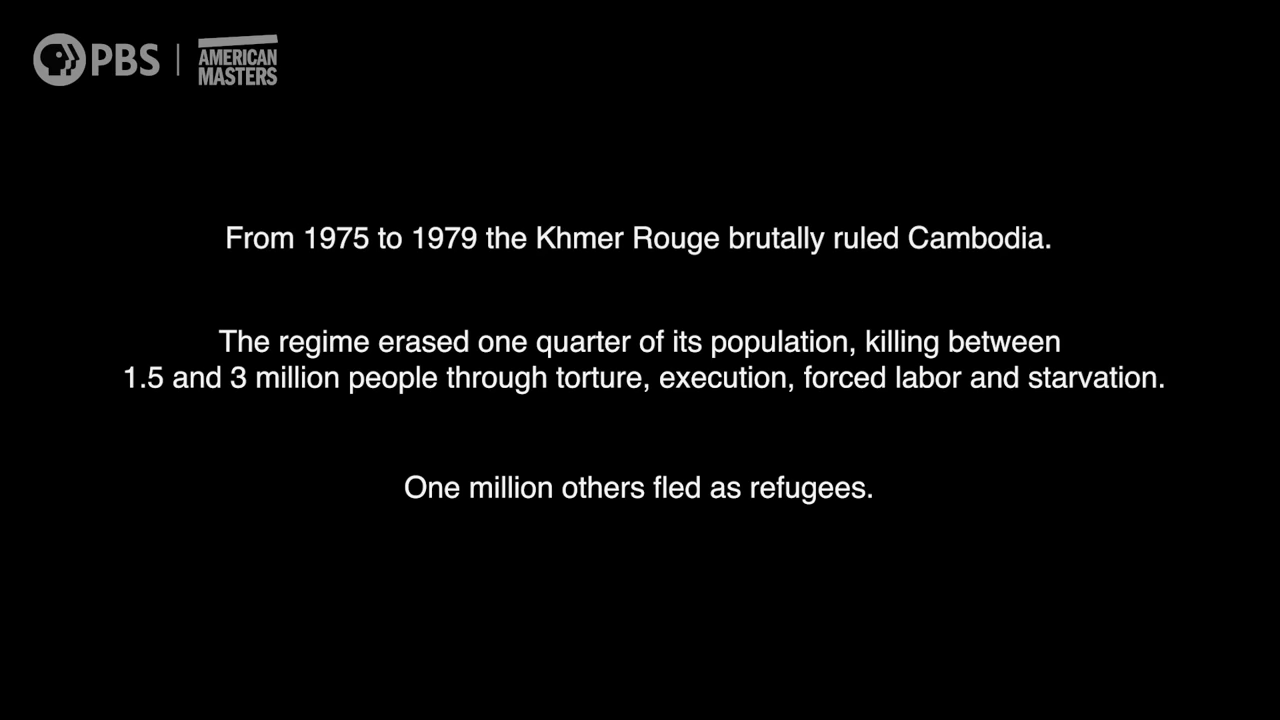 PBS | AMERICAN
MASTERS
From 1975 to 1979 the Khmer Rouge brutally ruled Cambodia.
The regime erased one quarter of its population, killing between
1.5 and 3 million people through torture, execution, forced labor and starvation.
One million others fled as refugees.